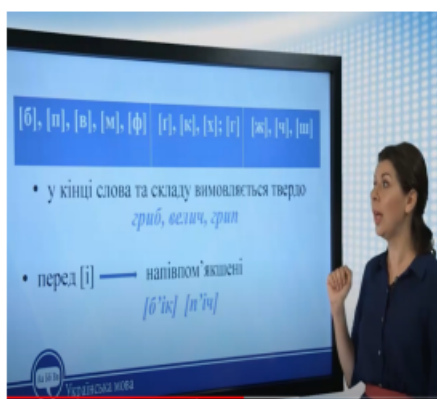 [б], [п], [в], [м], [ф] [ґ], [к], [х]; [г] [ж], [ч], [ш]
• у кінці слова та складу вимовляється твердо
гриб, велич, грип
• перед [і] напівпом’якшені
[б’ік] [п’іч]
Українська мова